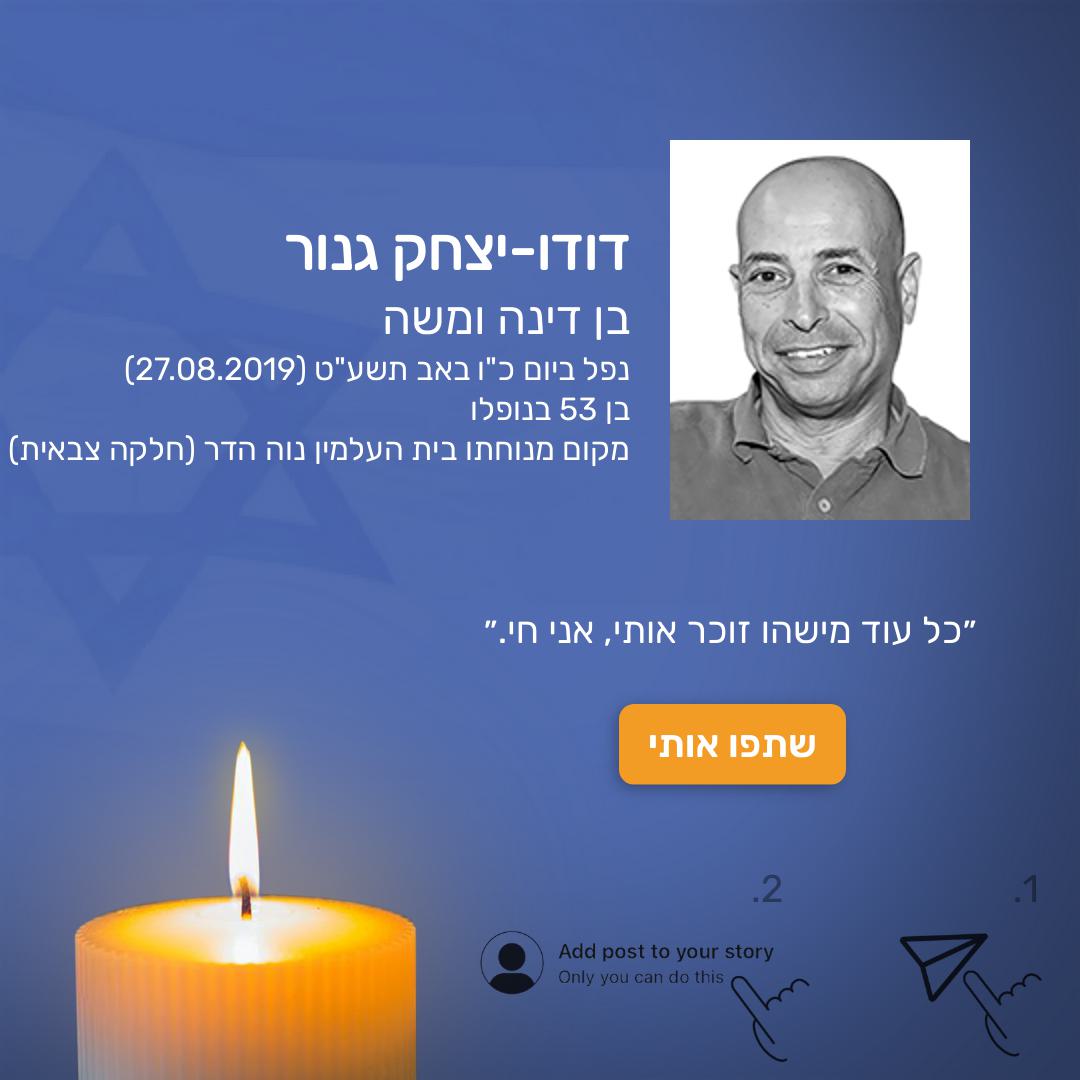 דודו-יצחק גנור
בן דינה ומשה
נפל ביום כ"ו באב תשע"ט (27.08.2019)
בן 53 בנופלו
מקום מנוחתו בית העלמין נוה הדר (חלקה צבאית)
״כל עוד מישהו זוכר אותי, אני חי.״
שתפו אותי
1.
2.
Add post to your story
Only you can do this